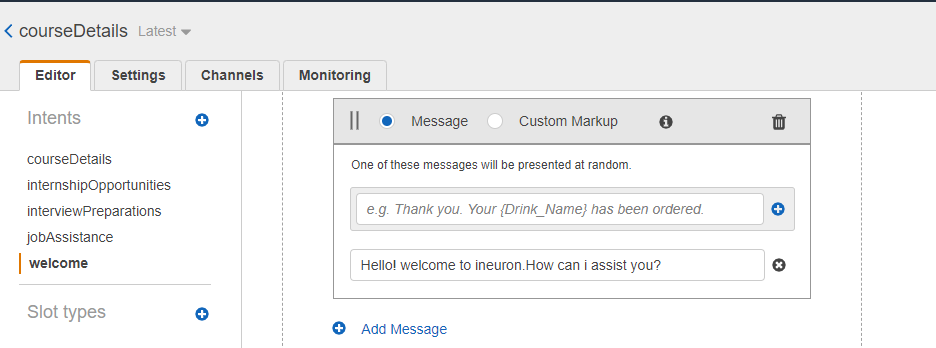 courseDetails Latest
Editor Settings Channels Monitoring
Intents
courseDetails
internshipOpportunities
interviewPreparations
jobAssistance
welcome
Slot types
Message Custom Markup
One of these messages will be presented at random.
e.g. Thank you. Your {Drink_Name} has been ordered.
Hello! welcome to ineuron.How can i assist you?
Add Message